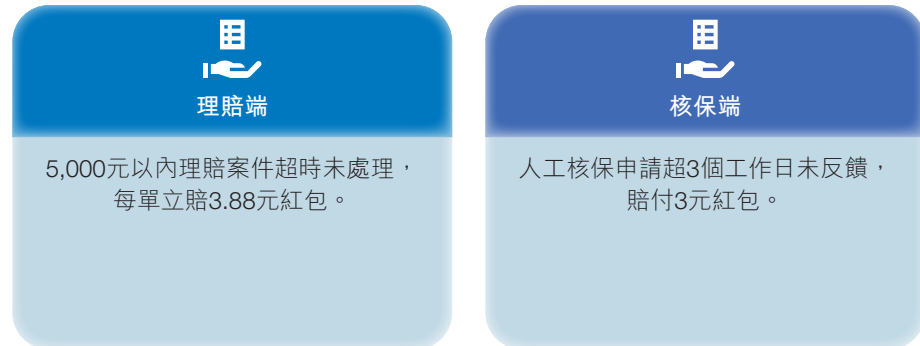 理賠端
5,000元以內理賠案件超時未處理，
每單立賠3.88元紅包。
核保端
人工核保申請超3個工作日未反饋，
賠付3元紅包。